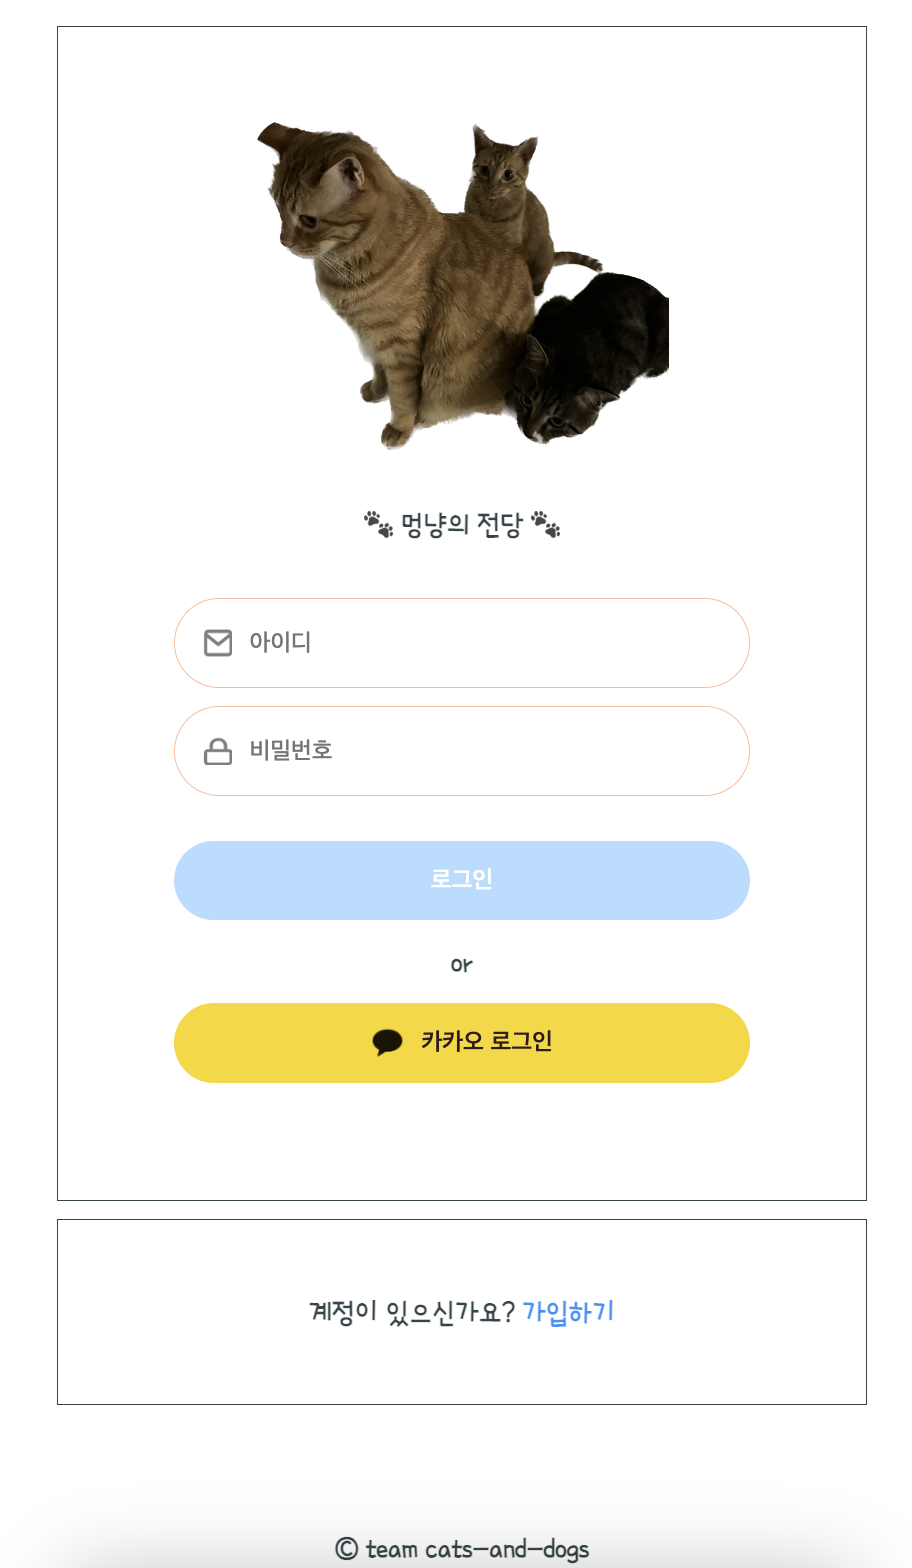 🐾 멍냥의 전당 🐾
아이디
비밀번호
로그인
or
카카오 로그인
계정이 있으신가요? 가입하기
© team cats-and-dogs